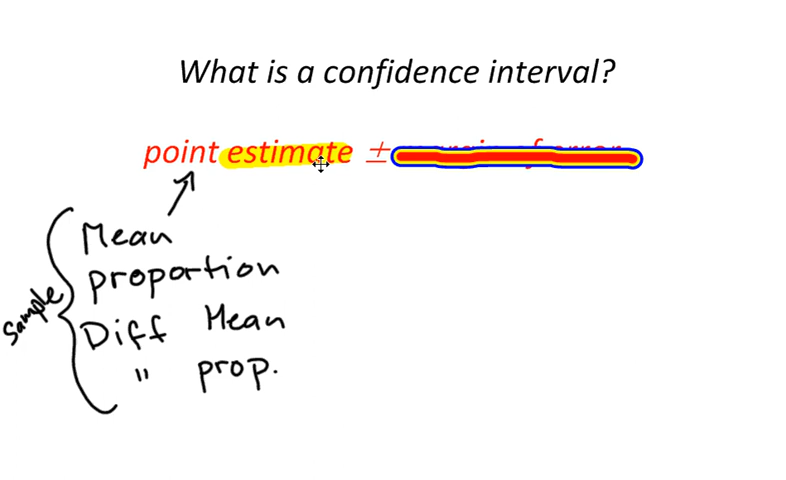 What is a confidence interval?
point estimate ±
Mean
proportion
Sample
Diff Mean
" prop.